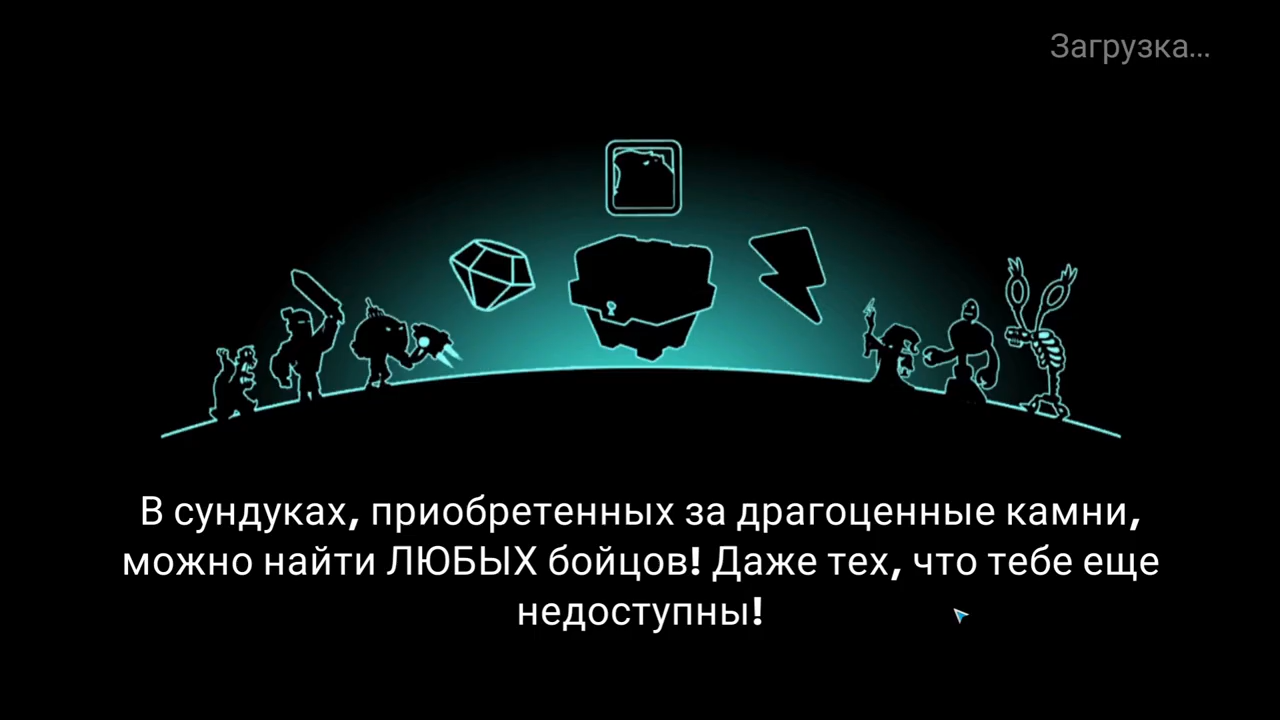 Загрузка...
В сундуках, приобретенных за драгоценные камни,
можно найти ЛЮБЫХ бойцов! Даже тех, что тебе еще
недоступны!